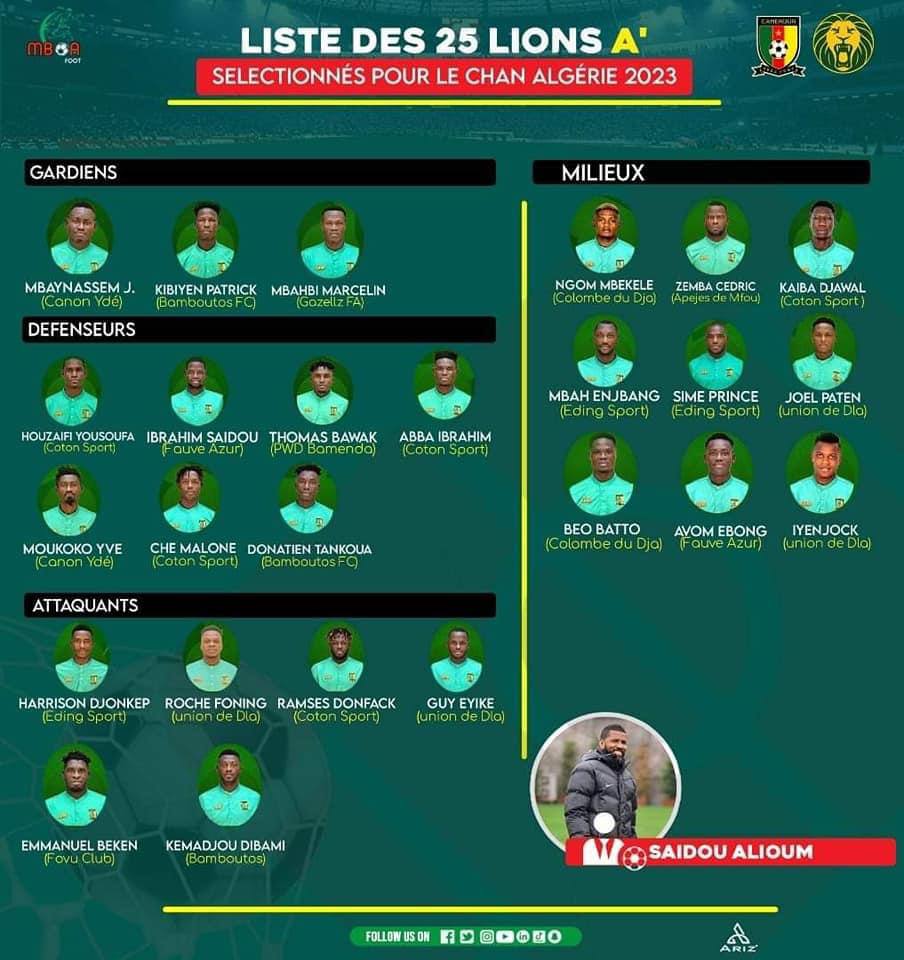 MBOA
FOOT
LISTE DES 25 LIONS A'
SELECTIONNÉS POUR LE CHAN ALGÉRIE 2023
CAMEROUN
GARDIENS
MBAYNASSEM J.
(Canon Ydé)
KIBIYEN PATRICK
(Bamboutos FC)
MBAHBI MARCELIN
(Gazellz FA)
DEFENSEURS
HOUZAIFI YOUSOUFA
(Coton Sport)
IBRAHIM SAIDOU
(Fauve Azur)
THOMAS BAWAK
(PWD Bamenda)
ABBA IBRAHIM
(Coton Sport)
MOUKOKO YVE
(Canon Ydé)
CHE MALONE
(Coton Sport)
DONATIEN TANKOUA
(Bamboutos FC)
ATTAQUANTS
HARRISON DJONKEP
(Eding Sport)
ROCHE FONING
(union de Dla)
RAMSES DONFACK
(Coton Sport)
GUY EYIKE
(union de Dla)
EMMANUEL BEKEN
(Fovu Club)
KEMADJOU DIBAMI
(Bamboutos)
MILIEUX
NGOM MBEKELE
(Colombe du Dja)
ZEMBA CEDRIC
(Apejes de Mfou)
KAIBA DJAWAL
(Coton Sport )
MBAH ENJBANG
(Eding Sport)
SIME PRINCE
(Eding Sport)
JOEL PATEN
(union de Dla)
BEO BATTO
(Colombe du Dja)
AVOM EBONG
(Fauve Azur)
IYENJOCK
(union de Dla)
SAIDOU ALIOUM
FOLLOW US ON
ARIZ